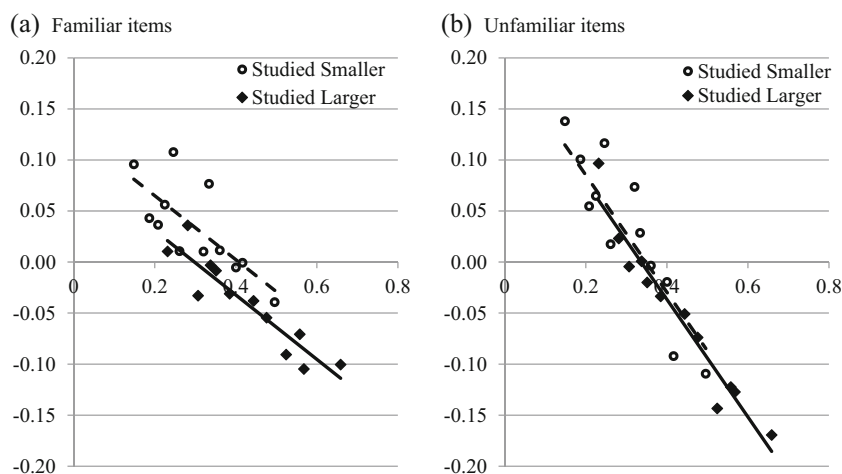 (a) Familiar items
0.20
Studied Smaller
0.15
Studied Larger
0.10
0.05
0.00
0 0.2 0.4 0.6 0.8
-0.05
-0.10
-0.15
-0.20
(b) Unfamiliar items
0.20
Studied Smaller
0.15
Studied Larger
0.10
0.05
0.00
0 0.2 0.4 0.6 0.8
-0.05
-0.10
-0.15
-0.20